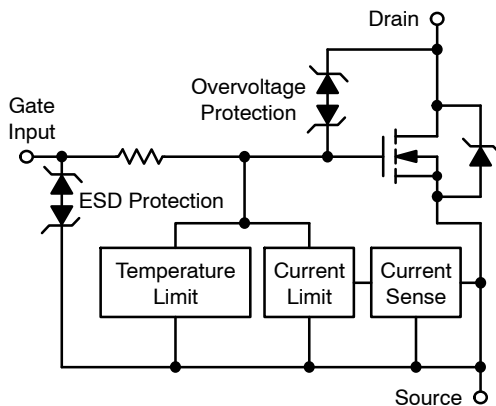 Drain
Overvoltage
Protection
Gate
Input
ESD Protection
Temperature
Limit
Current
Limit
Current
Sense
Source